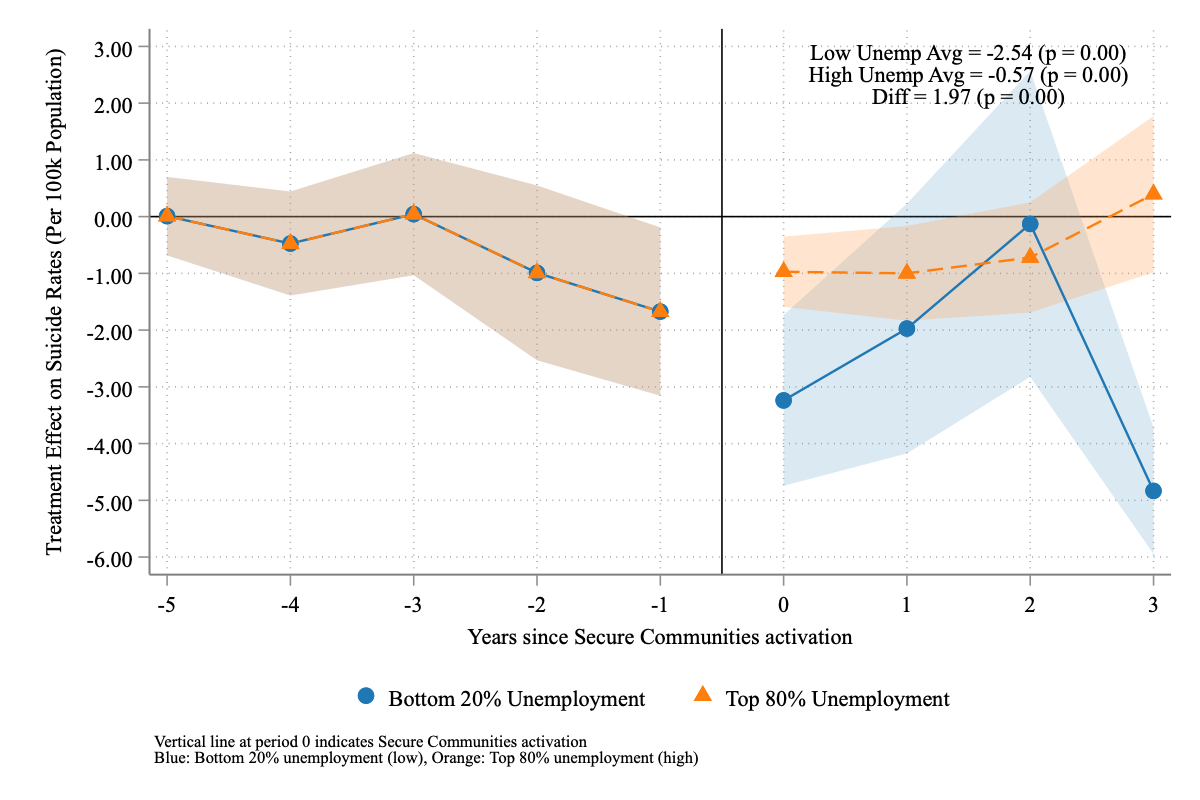 Low Unemp Avg = -2.54 (p = 0.00)
High Unemp Avg = -0.57 (p = 0.00)
Diff = 1.97 (p = 0.00)
Treatment Effect on Suicide Rates (Per 100k Population)
3.00
2.00
1.00
0.00
-1.00
-2.00
-3.00
-4.00
-5.00
-6.00
-5 -4 -3 -2 -1 0 1 2 3
Years since Secure Communities activation
Bottom 20% Unemployment Top 80% Unemployment
Vertical line at period 0 indicates Secure Communities activation
Blue: Bottom 20% unemployment (low), Orange: Top 80% unemployment (high)